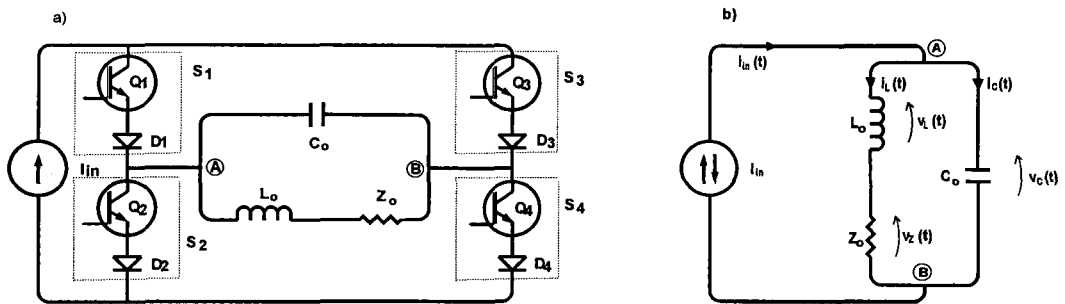 a)
Q1
S1
D1
Iin
Q2
S2
D2
Co
A
B
Lo
Zo
Q3
S3
D3
Q4
S4
D4
b)
A
Iin(t)
iL(t)
ic(t)
Lo
vL(t)
Iin
Co
vc(t)
Zo
vz(t)
B